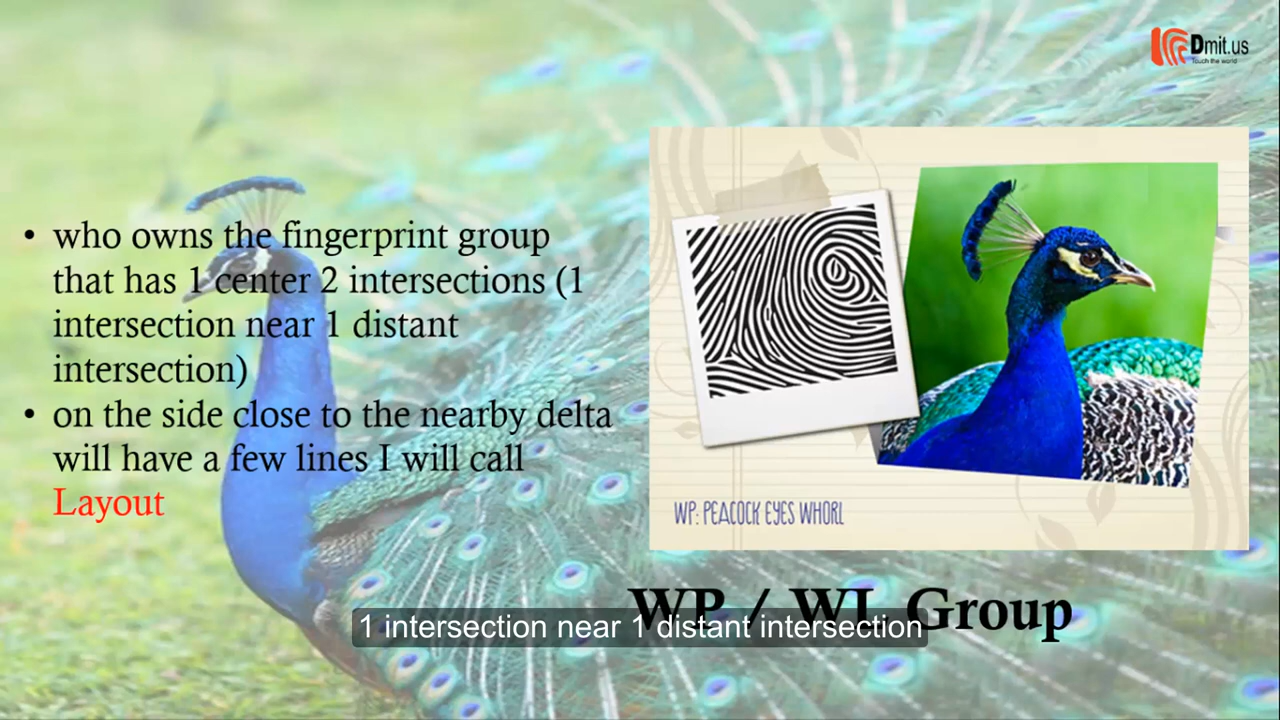 Dmit.us
Touch the world
• who owns the fingerprint group
that has 1 center 2 intersections (1
intersection near 1 distant
intersection)
• on the side close to the nearby delta
will have a few lines I will call
Layout
WP: PEACOCK EYES WHORL
WP / WL Group
1 intersection near 1 distant intersection